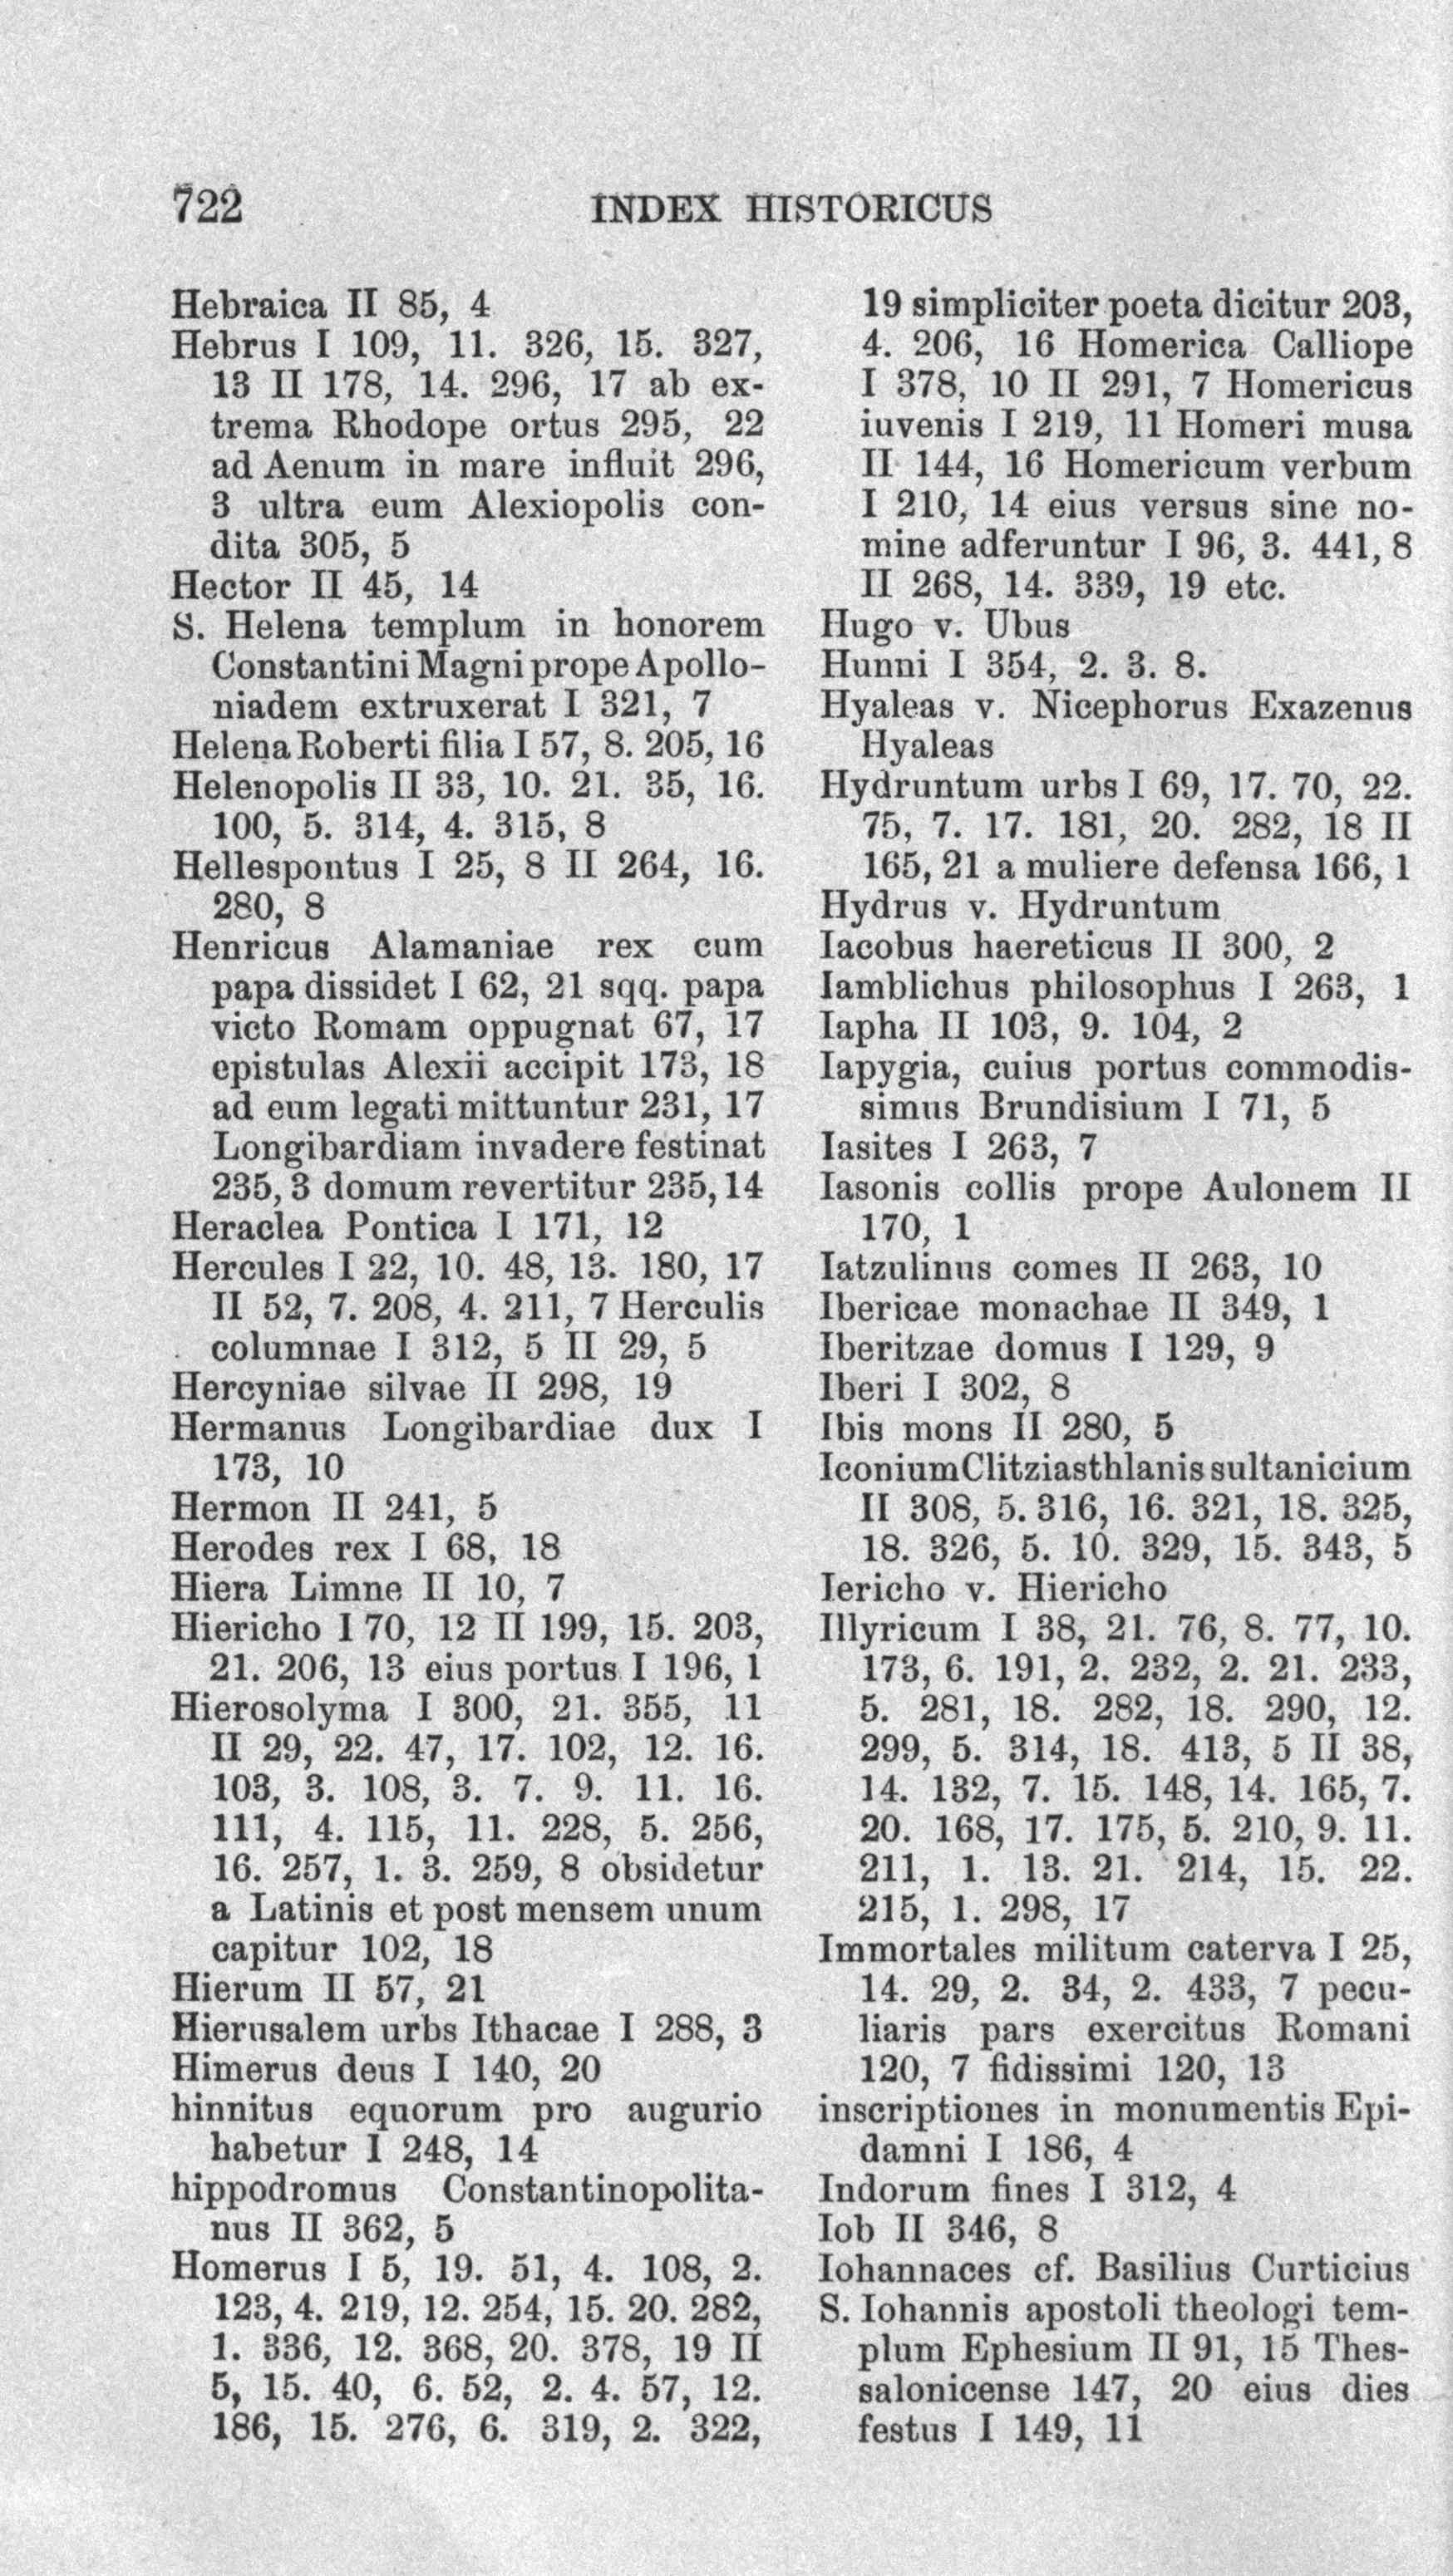 722
INDEX HISTORICUS
Hebraica II 85, 4
Hebrus I 109, 11. 326, 15. 327,
13 II 178, 14. 296, 17 ab ex-
trema Rhodope ortus 295, 22
ad Aenum in mare influit 296,
3 ultra eum Alexiopolis con-
dita 305, 5
Hector II 45, 14
S. Helena templum in honorem
Constantini Magni prope Apollo-
niadem extruxerat I 321, 7
Helena Roberti filia I 57, 8. 205, 16
Helenopolis II 33, 10. 21. 35, 16.
100, 5. 314, 4. 315, 8
Hellespontus I 25, 8 II 264, 16.
280, 8
Henricus Alamaniae rex cum
papa dissidet I 62, 21 sqq. papa
victo Romam oppugnat 67, 17
epistulas Alexii accipit 173, 18
ad eum legati mittuntur 231, 17
Longibardiam invadere festinat
235, 3 domum revertitur 235, 14
Heraclea Pontica I 171, 12
Hercules I 22, 10. 48, 13. 180, 17
II 52, 7. 208, 4. 211, 7 Herculis
columnae I 312, 5 II 29, 5
Hercyniae silvae II 298, 19
Hermanus Longibardiae dux I
173, 10
Hermon II 241, 5
Herodes rex I 68, 18
Hiera Limne II 10, 7
Hiericho I 70, 12 II 199, 15. 203,
21. 206, 13 eius portus I 196, 1
Hierosolyma I 300, 21. 355, 11
II 29, 22. 47, 17. 102, 12. 16.
103, 3. 108, 3. 7. 9. 11. 16.
111, 4. 115, 11. 228, 5. 256,
16. 257, 1. 3. 259, 8 obsidetur
a Latinis et post mensem unum
capitur 102, 18
Hierum II 57, 21
Hierusalem urbs Ithacae I 288, 3
Himerus deus I 140, 20
hinnitus equorum pro augurio
habetur I 248, 14
hippodromus Constantinopolita-
nus II 362, 5
Homerus I 5, 19. 51, 4. 108, 2.
123, 4. 219, 12. 254, 15. 20. 282,
1. 336, 12. 368, 20. 378, 19 II
5, 15. 40, 6. 52, 2. 4. 57, 12.
186, 15. 276, 6. 319, 2. 322,
19 simpliciter poeta dicitur 203,
4. 206, 16 Homerica Calliope
I 378, 10 II 291, 7 Homericus
iuvenis I 219, 11 Homeri musa
II 144, 16 Homericum verbum
I 210, 14 eius versus sine no-
mine adferuntur I 96, 3. 441, 8
II 268, 14. 339, 19 etc.
Hugo v. Ubus
Hunni I 354, 2. 3. 8.
Hyaleas v. Nicephorus Exazenus
Hyaleas
Hydruntum urbs I 69, 17. 70, 22.
75, 7. 17. 181, 20. 282, 18 II
165, 21 a muliere defensa 166, 1
Hydrus v. Hydruntum
Iacobus haereticus II 300, 2
Iamblichus philosophus I 263, 1
Iapha II 103, 9. 104, 2
Iapygia, cuius portus commodis-
simus Brundisium I 71, 5
Iasites I 263, 7
Iasonis collis prope Aulonem II
170, 1
Iatzulinus comes II 263, 10
Ibericae monachae II 349, 1
Iberitzae domus I 129, 9
Iberi I 302, 8
Ibis mons II 280, 5
Iconium Clitziasthlanis sultanicium
II 308, 5. 316, 16. 321, 18. 325,
18. 326, 5. 10. 329, 15. 343, 5
Iericho v. Hiericho
Illyricum I 38, 21. 76, 8. 77, 10.
173, 6. 191, 2. 232, 2. 21. 233,
5. 281, 18. 282, 18. 290, 12.
299, 5. 314, 18. 413, 5 II 38,
14. 132, 7. 15. 148, 14. 165, 7.
20. 168, 17. 175, 5. 210, 9. 11.
211, 1. 13. 21. 214, 15. 22.
215, 1. 298, 17
Immortales militum caterva I 25,
14. 29, 2. 34, 2. 433, 7 pecu-
liaris pars exercitus Romani
120, 7 fidissimi 120, 13
inscriptiones in monumentis Epi-
damni I 186, 4
Indorum fines I 312, 4
Iob II 346, 8
Iohannaces cf. Basilius Curticius
S. Iohannis apostoli theologi tem-
plum Ephesium II 91, 15 Thes-
salonicense 147, 20 eius dies
festus I 149, 11